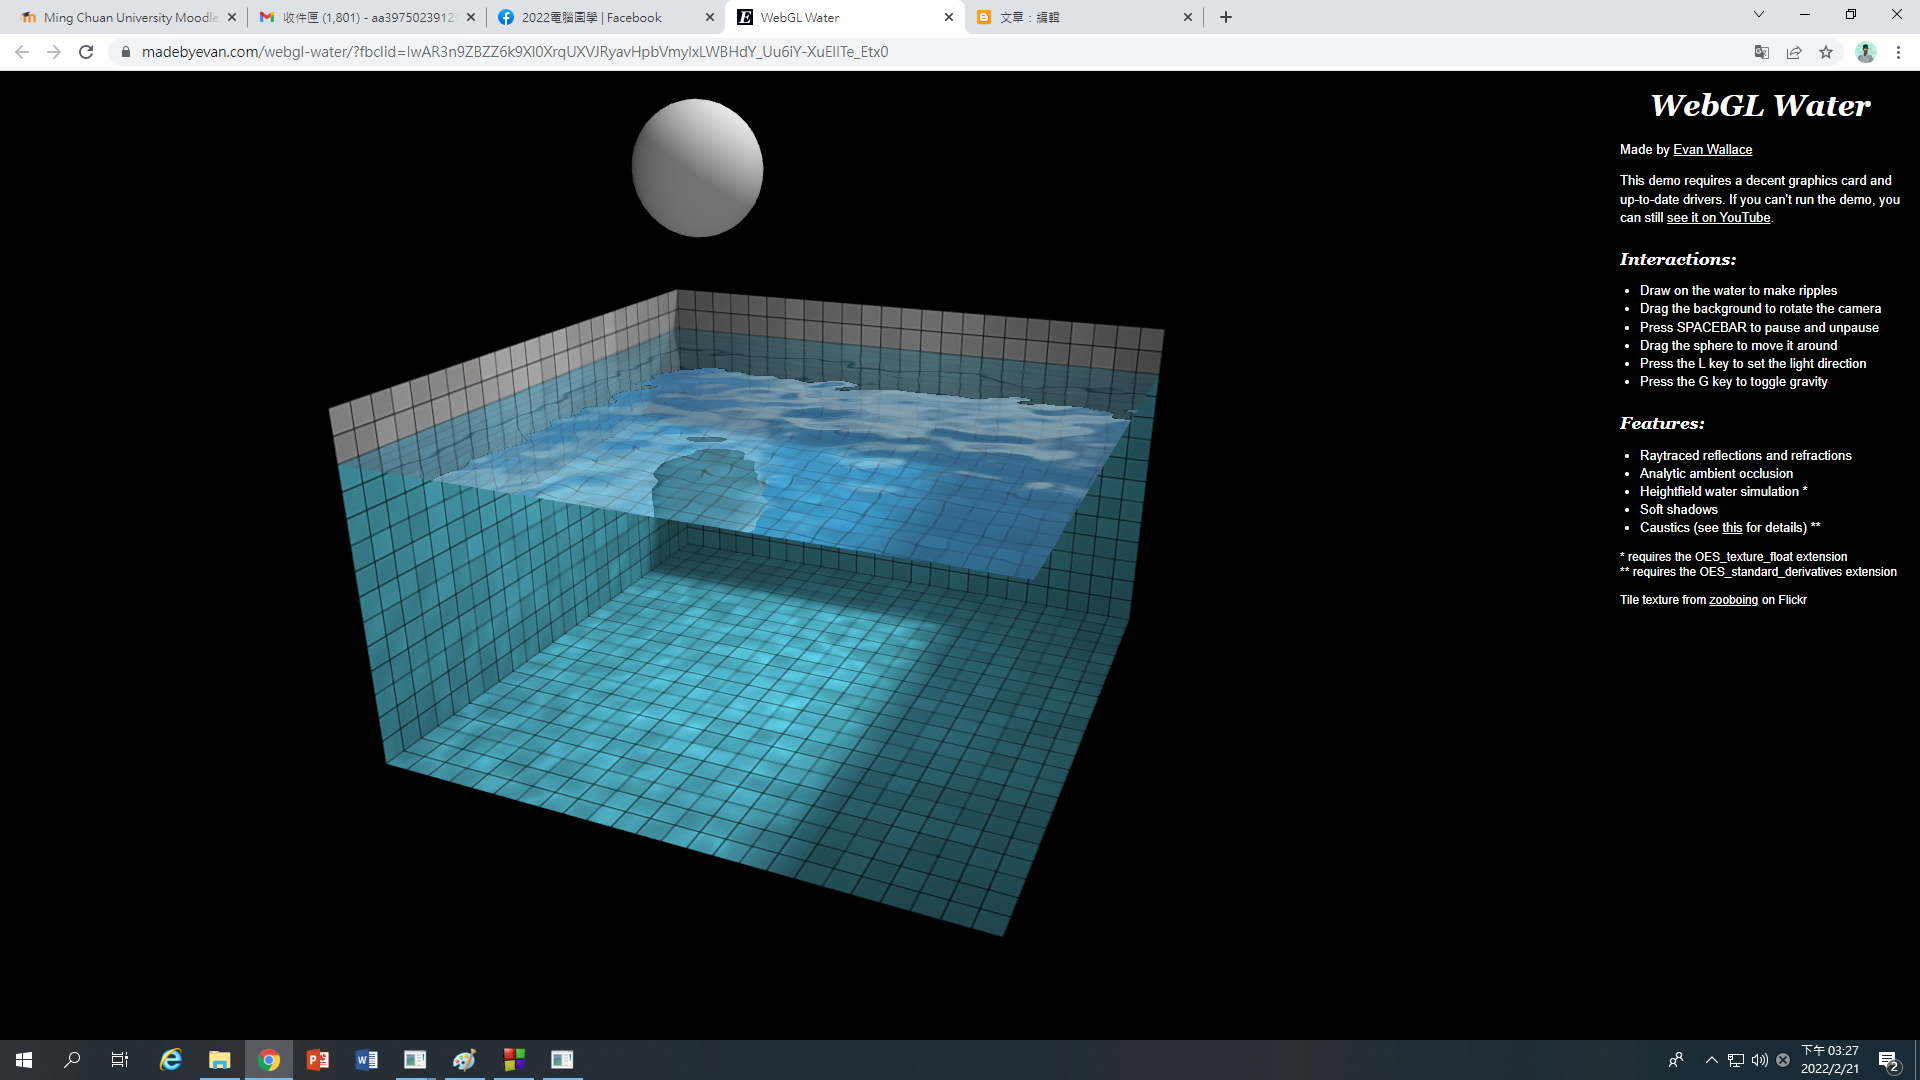 Ming Chuan University Moodle
收件匣 (1,801) - aa3975023912
2022電腦圖學 | Facebook
WebGL Water
文章：編輯
madebyevan.com/webgl-water/?fbclid=IwAR3n9ZBZZ6k9Xl0XrqUXVJRyavHpbVmylxLWBHdY_Uu6iY-XuEIlTe_Etx0
WebGL Water
Made by Evan Wallace
This demo requires a decent graphics card and
up-to-date drivers. If you can't run the demo, you
can still see it on YouTube.
Interactions:
• Draw on the water to make ripples
• Drag the background to rotate the camera
• Press SPACEBAR to pause and unpause
• Drag the sphere to move it around
• Press the L key to set the light direction
• Press the G key to toggle gravity
Features:
• Raytraced reflections and refractions
• Analytic ambient occlusion
• Heightfield water simulation *
• Soft shadows
• Caustics (see this for details) **
* requires the OES_texture_float extension
** requires the OES_standard_derivatives extension
Tile texture from zooboing on Flickr
下午 03:27
2022/2/21
2